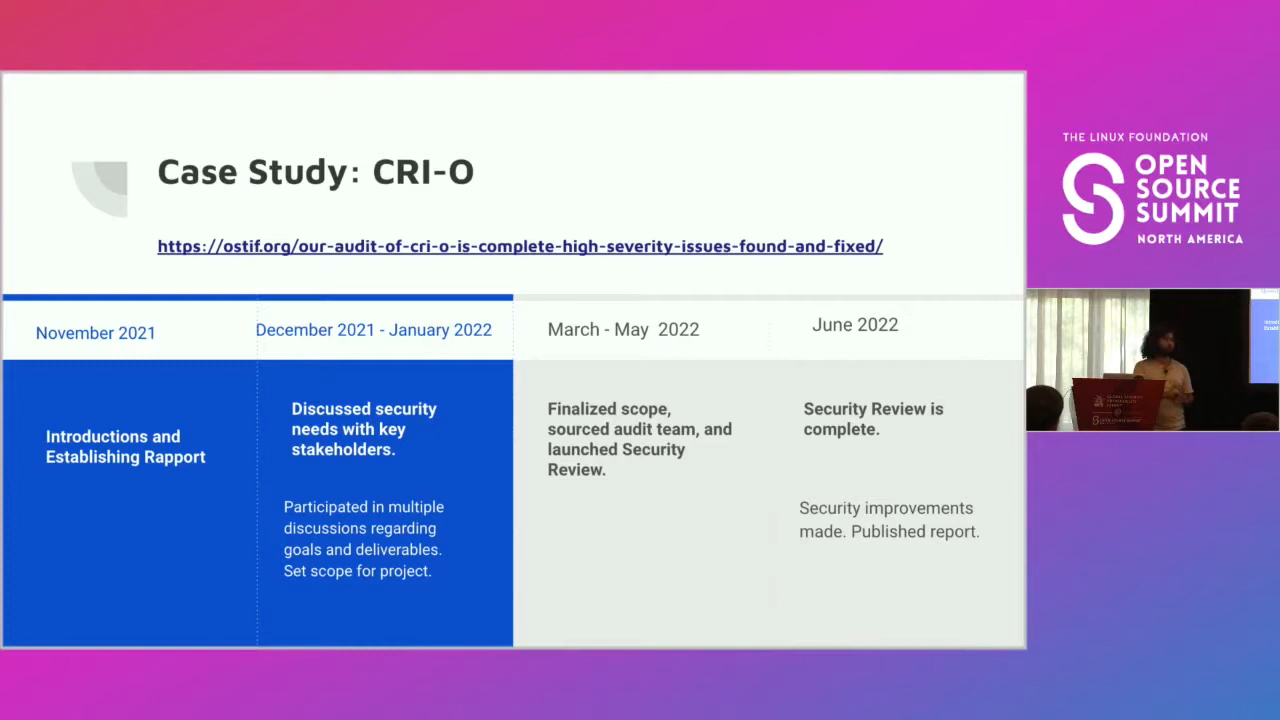 Case Study: CRI-O
https://ostif.org/our-audit-of-cri-o-is-complete-high-severity-issues-found-and-fixed/
November 2021
December 2021 - January 2022
March - May 2022
June 2022
Introductions and
Establishing Rapport
Discussed security
needs with key
stakeholders.
Participated in multiple
discussions regarding
goals and deliverables.
Set scope for project.
Finalized scope,
sourced audit team, and
launched Security
Review.
Security Review is
complete.
Security improvements
made. Published report.
THE LINUX FOUNDATION
OPEN
SOURCE
SUMMIT
NORTH AMERICA